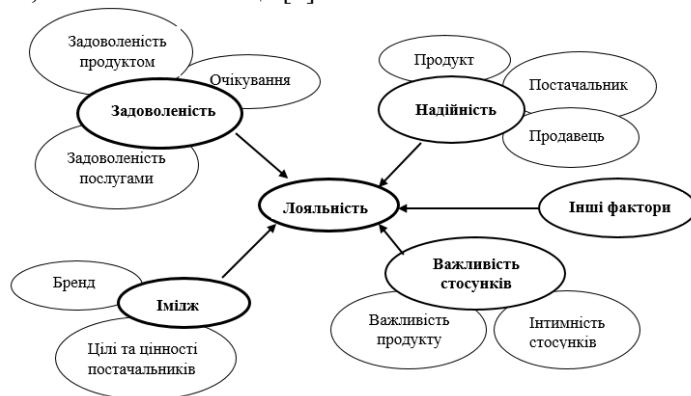 Задоволеність
продуктом
Очікування
Задоволеність
Задоволеність
послугами
Продукт
Постачальник
Надійність
Продавець
Лояльність
Інші фактори
Бренд
Імідж
Цілі та цінності
постачальників
Важливість
стосунків
Важливість
продукту
Інтимність
стосунків